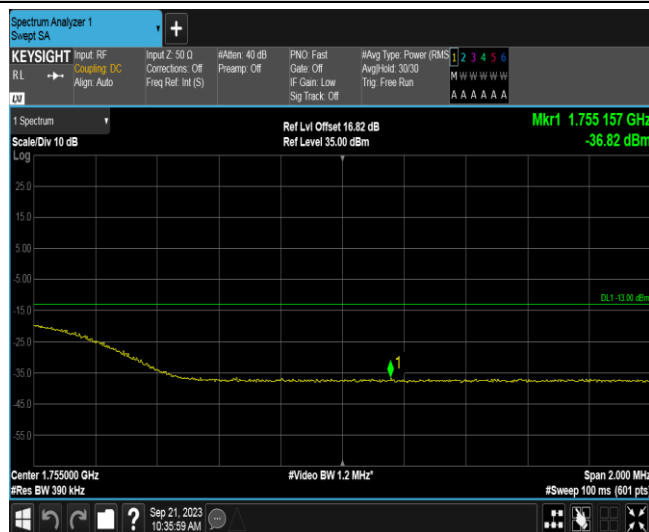 Spectrum Analyzer 1
Swept SA
+
KEYSIGHT
RL
LXI
Input: RF
Coupling: DC
Align: Auto
Input Z: 50 Ω
Corrections: Off
Freq Ref: Int (S)
#Atten: 40 dB
Preamp: Off
PNO: Fast
Gate: Off
IF Gain: Low
Sig Track: Off
#Avg Type: Power (RMS
Avg|Hold: 30/30
Trig: Free Run
1 2 3 4 5 6
M W W W W W
A A A A A A
1 Spectrum
Scale/Div 10 dB
Log
Ref Lvl Offset 16.82 dB
Ref Level 35.00 dBm
Mkr1 1.755 157 GHz
-36.82 dBm
25.0
15.0
5.00
-5.00
DL1 -13.00 dBm
-15.0
-25.0
1
-35.0
-45.0
-55.0
Center 1.755000 GHz
#Video BW 1.2 MHz*
Span 2.000 MHz
#Res BW 390 kHz
#Sweep 100 ms (601 pts)
?
Sep 21, 2023
10:35:59 AM